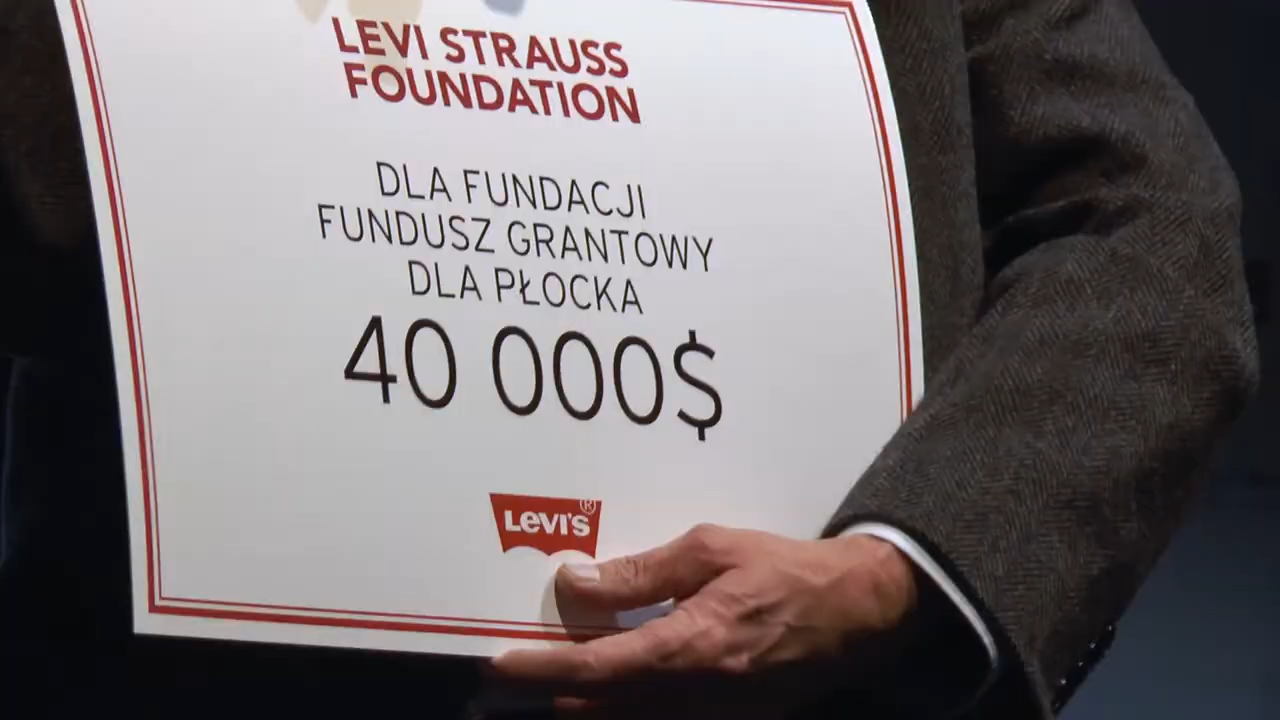 LEVI STRAUSS
FOUNDATION
DLA FUNDACJI
FUNDUSZ GRANTOWY
DLA PŁOCKA
40 000$
Levi's ®